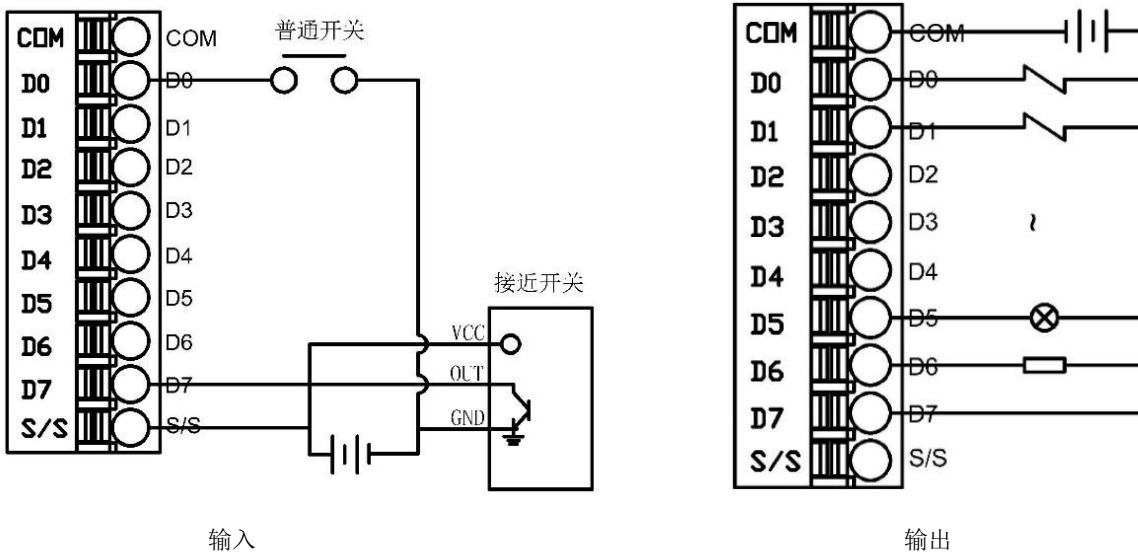 COM COM
D0 D0
D1 D1
D2 D2
D3 D3
D4 D4
D5 D5
D6 D6
D7 D7
S/S S/S
普通开关
接近开关
VCC
OUT
GND
输入
COM COM
D0 D0
D1 D1
D2 D2
D3 D3
~
D4 D4
D5 D5
D6 D6
D7 D7
S/S S/S
输出